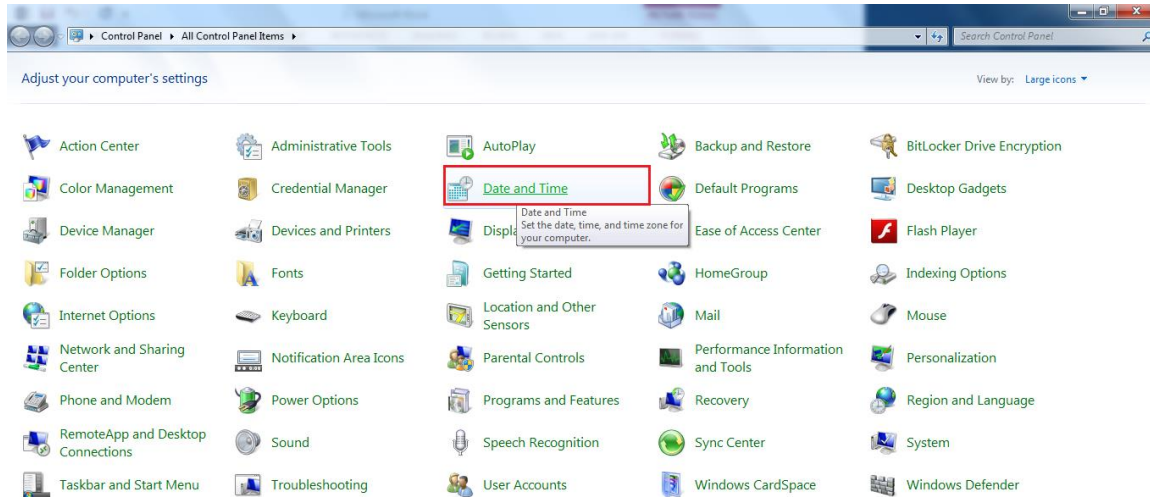 Control Panel ▸ All Control Panel Items ▸
Search Control Panel
Adjust your computer's settings
View by: Large icons
Action Center
Administrative Tools
AutoPlay
Backup and Restore
BitLocker Drive Encryption
Color Management
Credential Manager
Date and Time
Default Programs
Desktop Gadgets
Date and Time
Set the date, time, and time zone for
your computer.
Device Manager
Devices and Printers
Displa
Ease of Access Center
Flash Player
Folder Options
Fonts
Getting Started
HomeGroup
Indexing Options
Internet Options
Keyboard
Location and Other
Sensors
Mail
Mouse
Network and Sharing
Center
Notification Area Icons
Parental Controls
Performance Information
and Tools
Personalization
Phone and Modem
Power Options
Programs and Features
Recovery
Region and Language
RemoteApp and Desktop
Connections
Sound
Speech Recognition
Sync Center
System
Taskbar and Start Menu
Troubleshooting
User Accounts
Windows CardSpace
Windows Defender